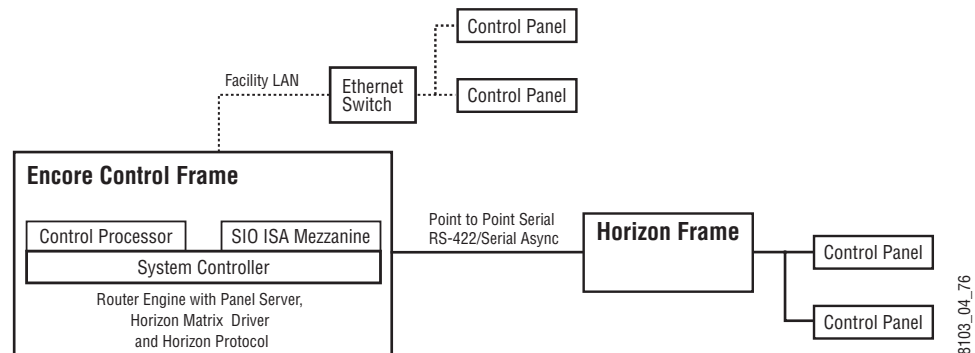 Control Panel
Facility LAN
Ethernet
Switch
Control Panel
Encore Control Frame
Control Processor
SIO ISA Mezzanine
System Controller
Router Engine with Panel Server,
Horizon Matrix Driver
and Horizon Protocol
Point to Point Serial
RS-422/Serial Async
Horizon Frame
Control Panel
Control Panel
8103_04_76